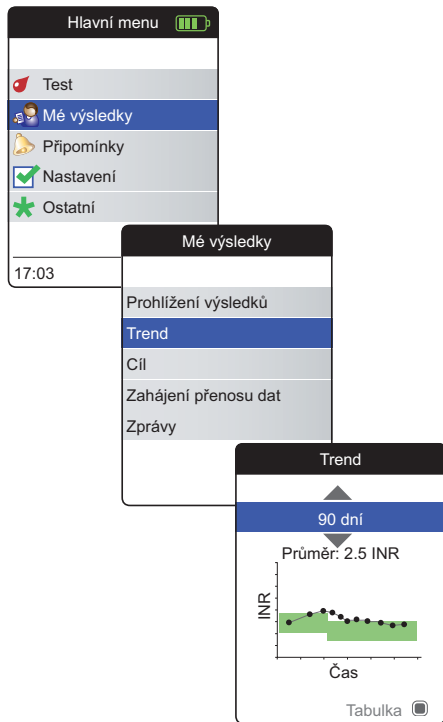 Hlavní menu
Test
Mé výsledky
Připomínky
Nastavení
Ostatní
17:03
Mé výsledky
Prohlížení výsledků
Trend
Cíl
Zahájení přenosu dat
Zprávy
Trend
90 dní
Průměr: 2.5 INR
INR
Čas
Tabulka